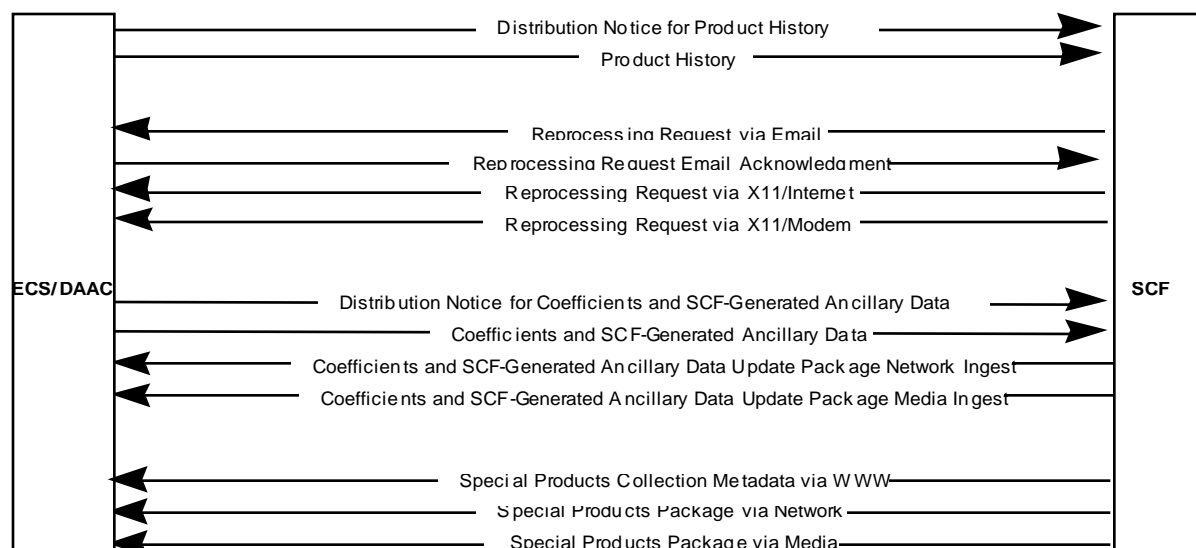 Distribution Notice for Product History
Product History
Reprocessing Request via Email
Reprocessing Request Email Acknowledgment
Reprocessing Request via X11/Internet
Reprocessing Request via X11/Modem
ECS/DAAC
SCF
Distribution Notice for Coefficients and SCF-Generated Ancillary Data
Coefficients and SCF-Generated Ancillary Data
Coefficients and SCF-Generated Ancillary Data Update Package Network Ingest
Coefficients and SCF-Generated Ancillary Data Update Package Media Ingest
Special Products Collection Metadata via WWW
Special Products Package via Network
Special Products Package via Media